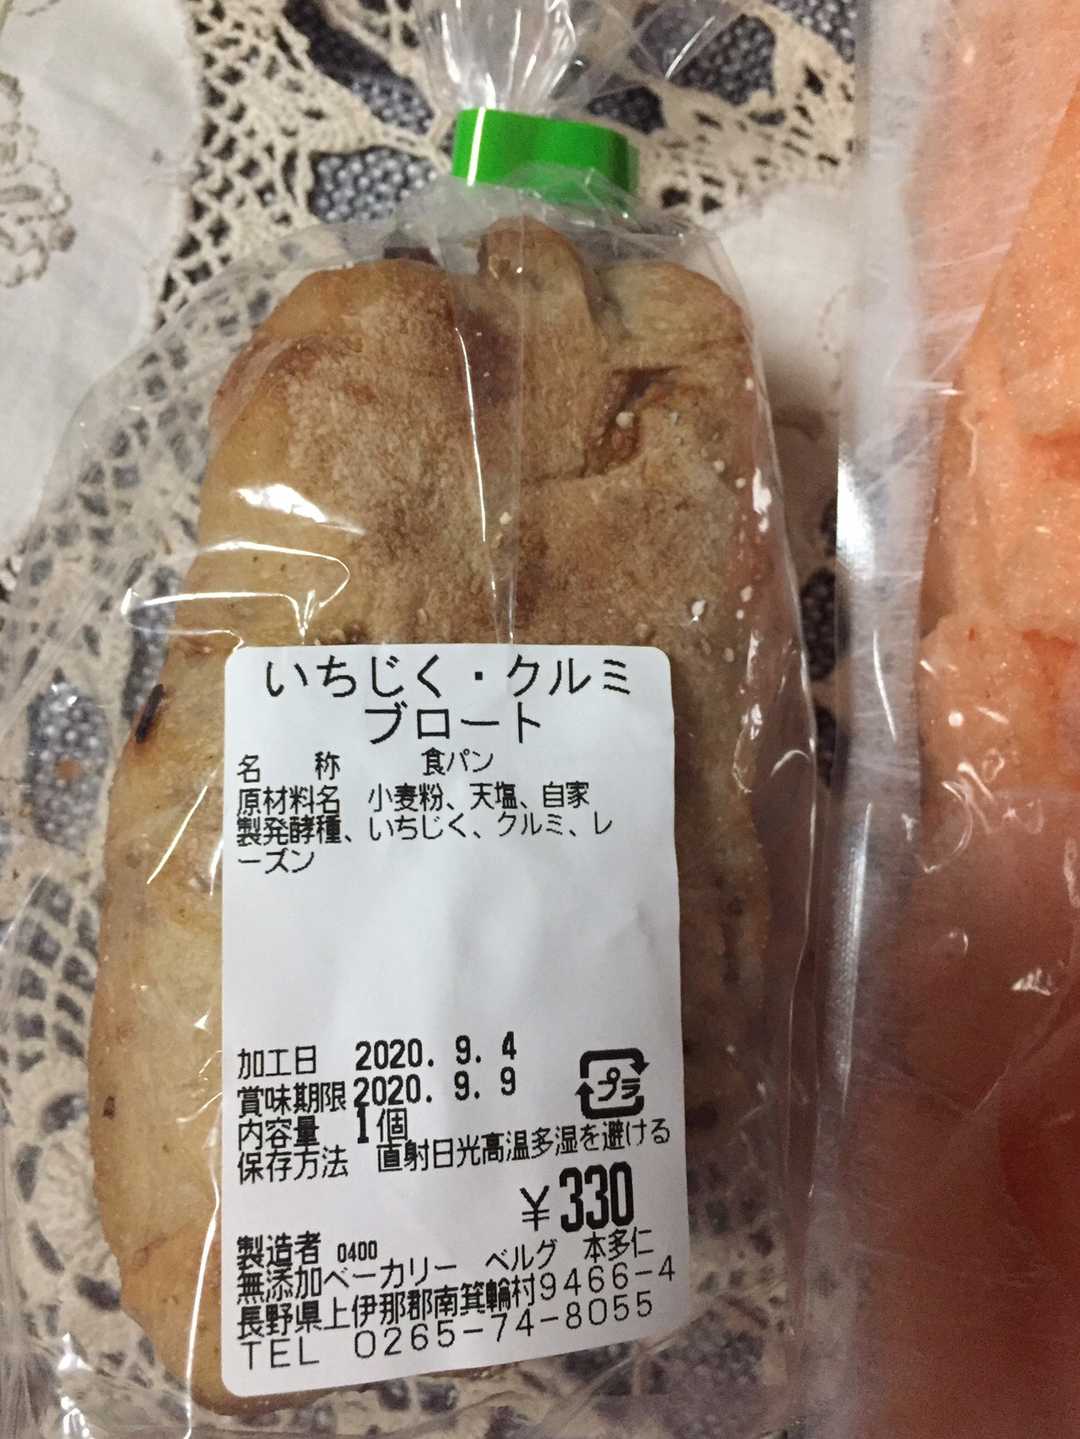 いちじく・クルミ
ブロート
名　称　食パン
原材料名　小麦粉、天塩、自家
製発酵種、いちじく、クルミ、レ
ーズン
加工日　2020. 9. 4
賞味期限 2020. 9. 9
プラ
内容量　1個
保存方法　直射日光高温多湿を避ける
¥330
製造者 0400
無添加ベーカリー　ベルグ　本多仁
長野県上伊那郡南箕輪村9466-4
TEL 0265-74-8055